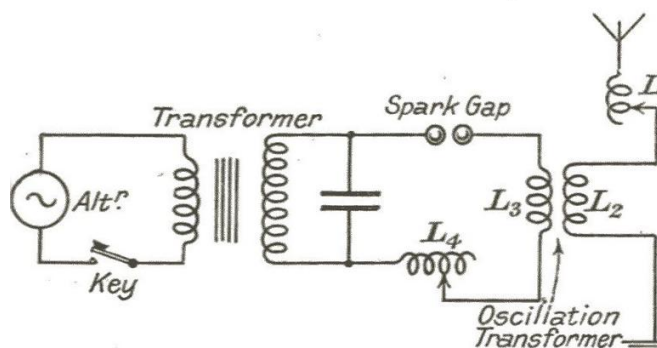 Transformer
Spark Gap
L
Alt͏ʳ.
Key
L₃
L₂
L₄
Oscillation
Transformer